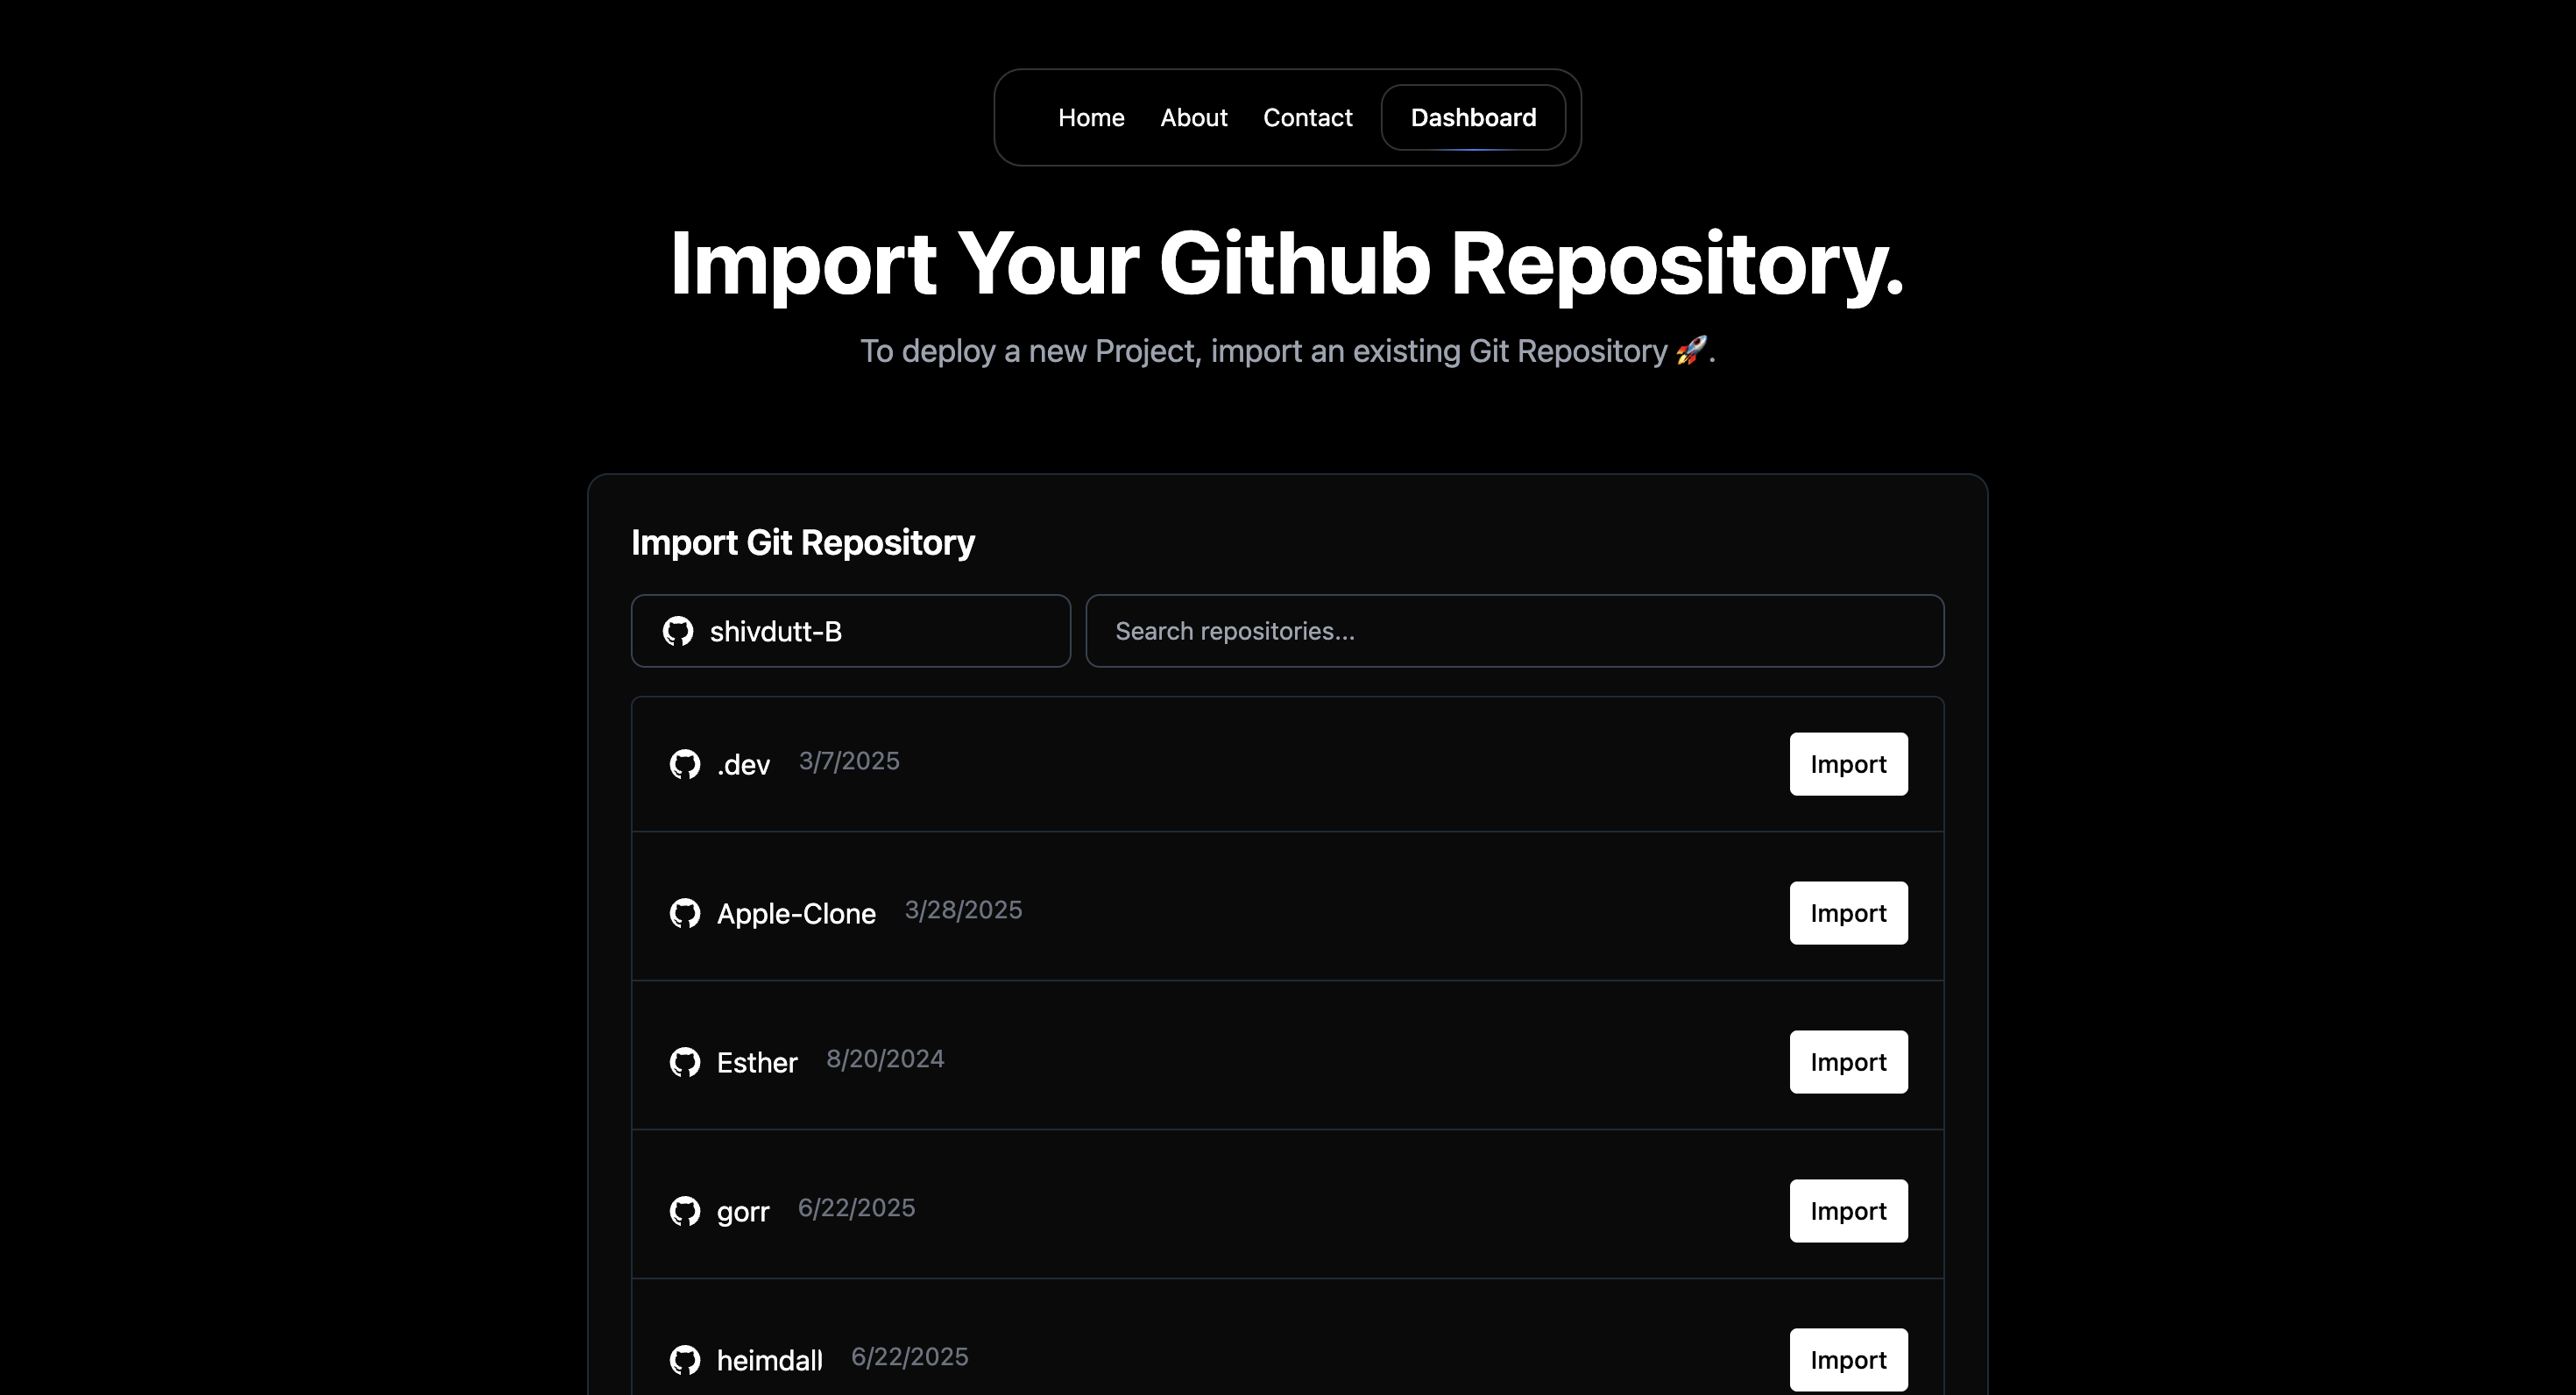 Home About Contact Dashboard
Import Your Github Repository.
To deploy a new Project, import an existing Git Repository 🚀.
Import Git Repository
shivdutt-B Search repositories...
.dev 3/7/2025 Import
Apple-Clone 3/28/2025 Import
Esther 8/20/2024 Import
gorr 6/22/2025 Import
heimdall 6/22/2025 Import